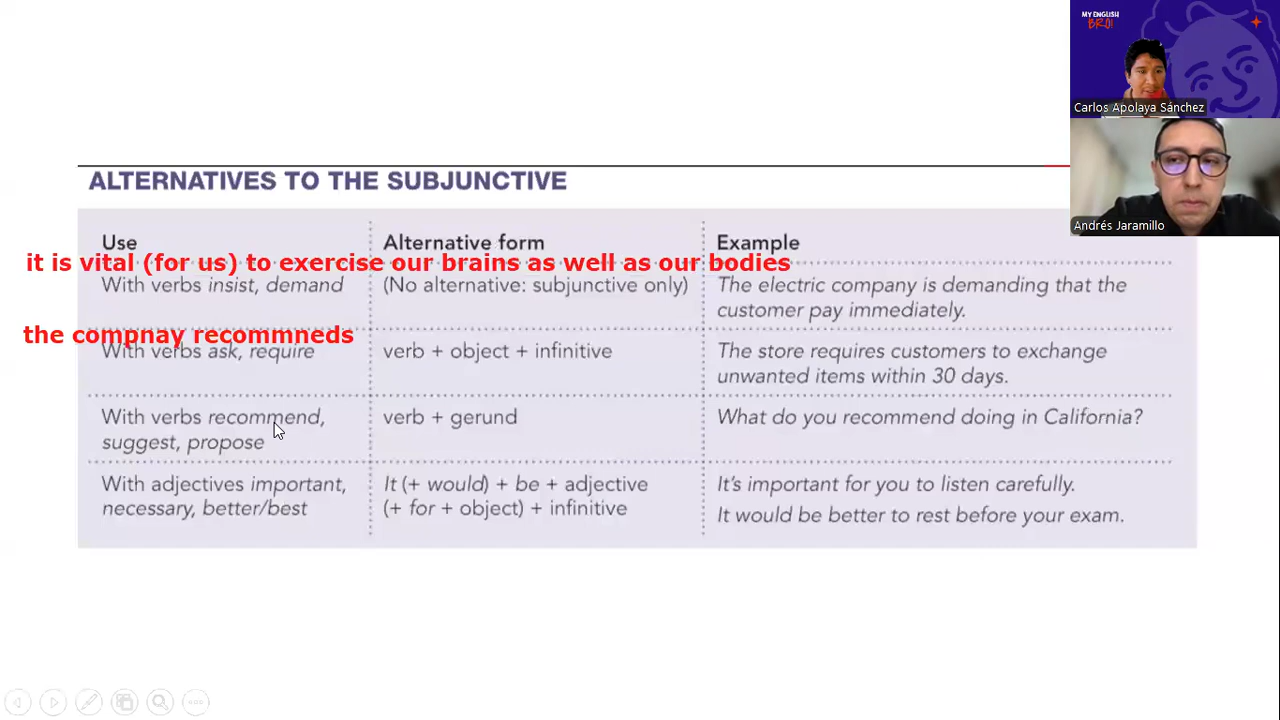 MY ENGLISH
BRO!
Carlos Apolaya Sánchez
Andrés Jaramillo
ALTERNATIVES TO THE SUBJUNCTIVE
Use Alternative form Example
it is vital (for us) to exercise our brains as well as our bodies
With verbs insist, demand (No alternative: subjunctive only) The electric company is demanding that the
customer pay immediately.
the compnay recommneds
With verbs ask, require verb + object + infinitive The store requires customers to exchange
unwanted items within 30 days.
With verbs recommend, verb + gerund What do you recommend doing in California?
suggest, propose
With adjectives important, It (+ would) + be + adjective It's important for you to listen carefully.
necessary, better/best (+ for + object) + infinitive It would be better to rest before your exam.